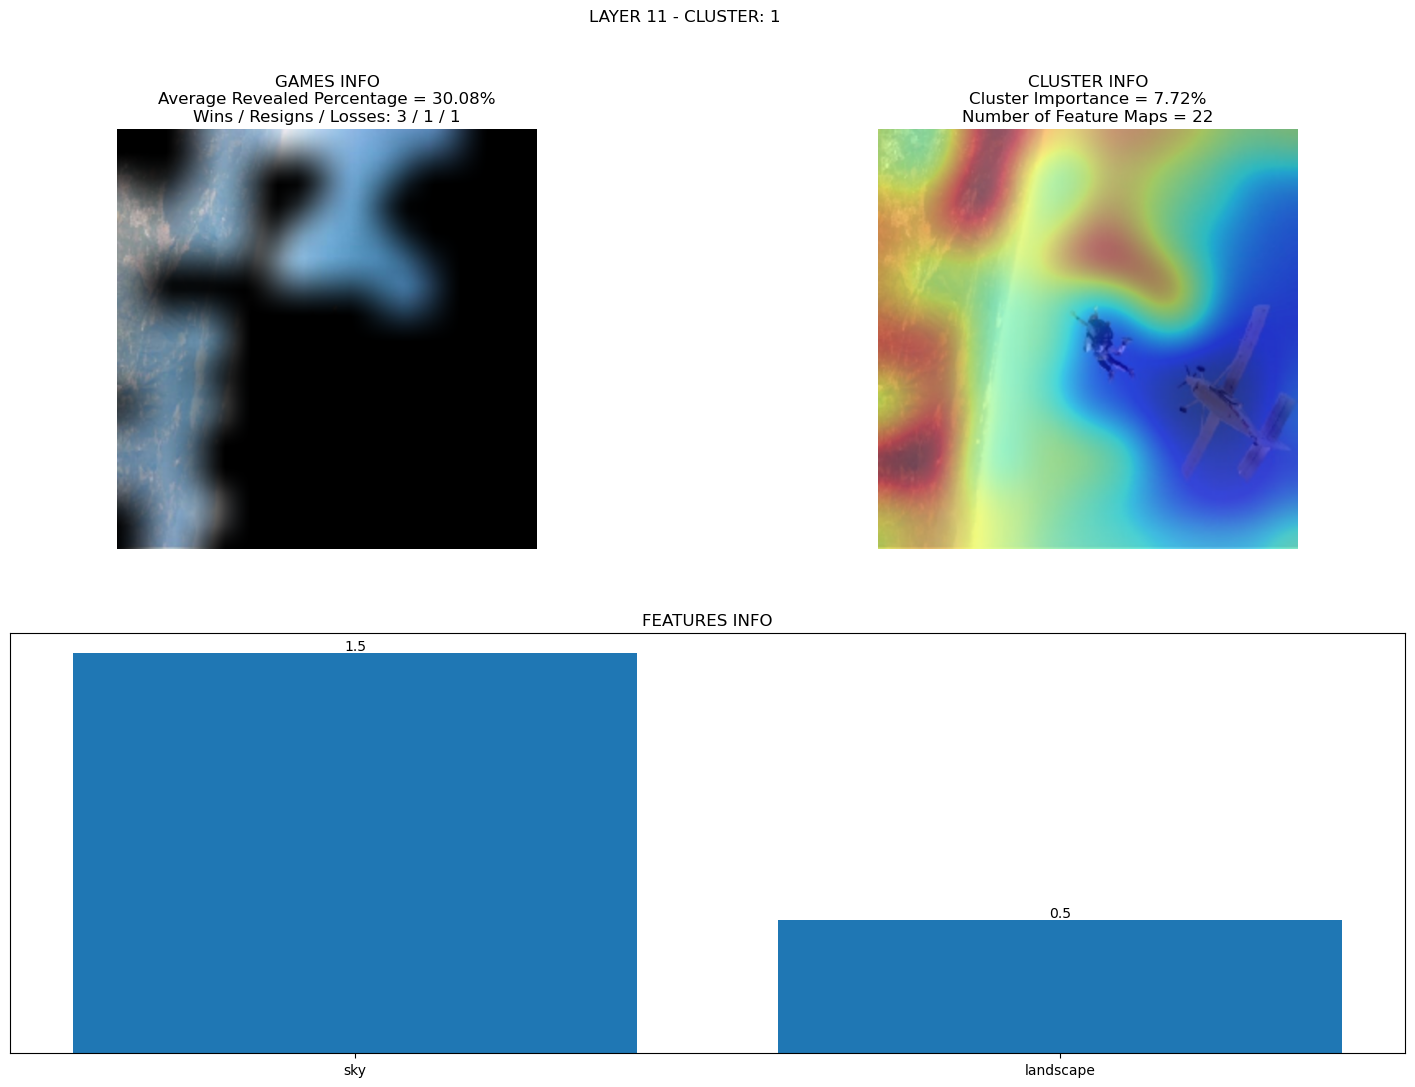 LAYER 11 - CLUSTER: 1
GAMES INFO
Average Revealed Percentage = 30.08%
Wins / Resigns / Losses: 3 / 1 / 1
CLUSTER INFO
Cluster Importance = 7.72%
Number of Feature Maps = 22
FEATURES INFO
1.5
0.5
sky
landscape